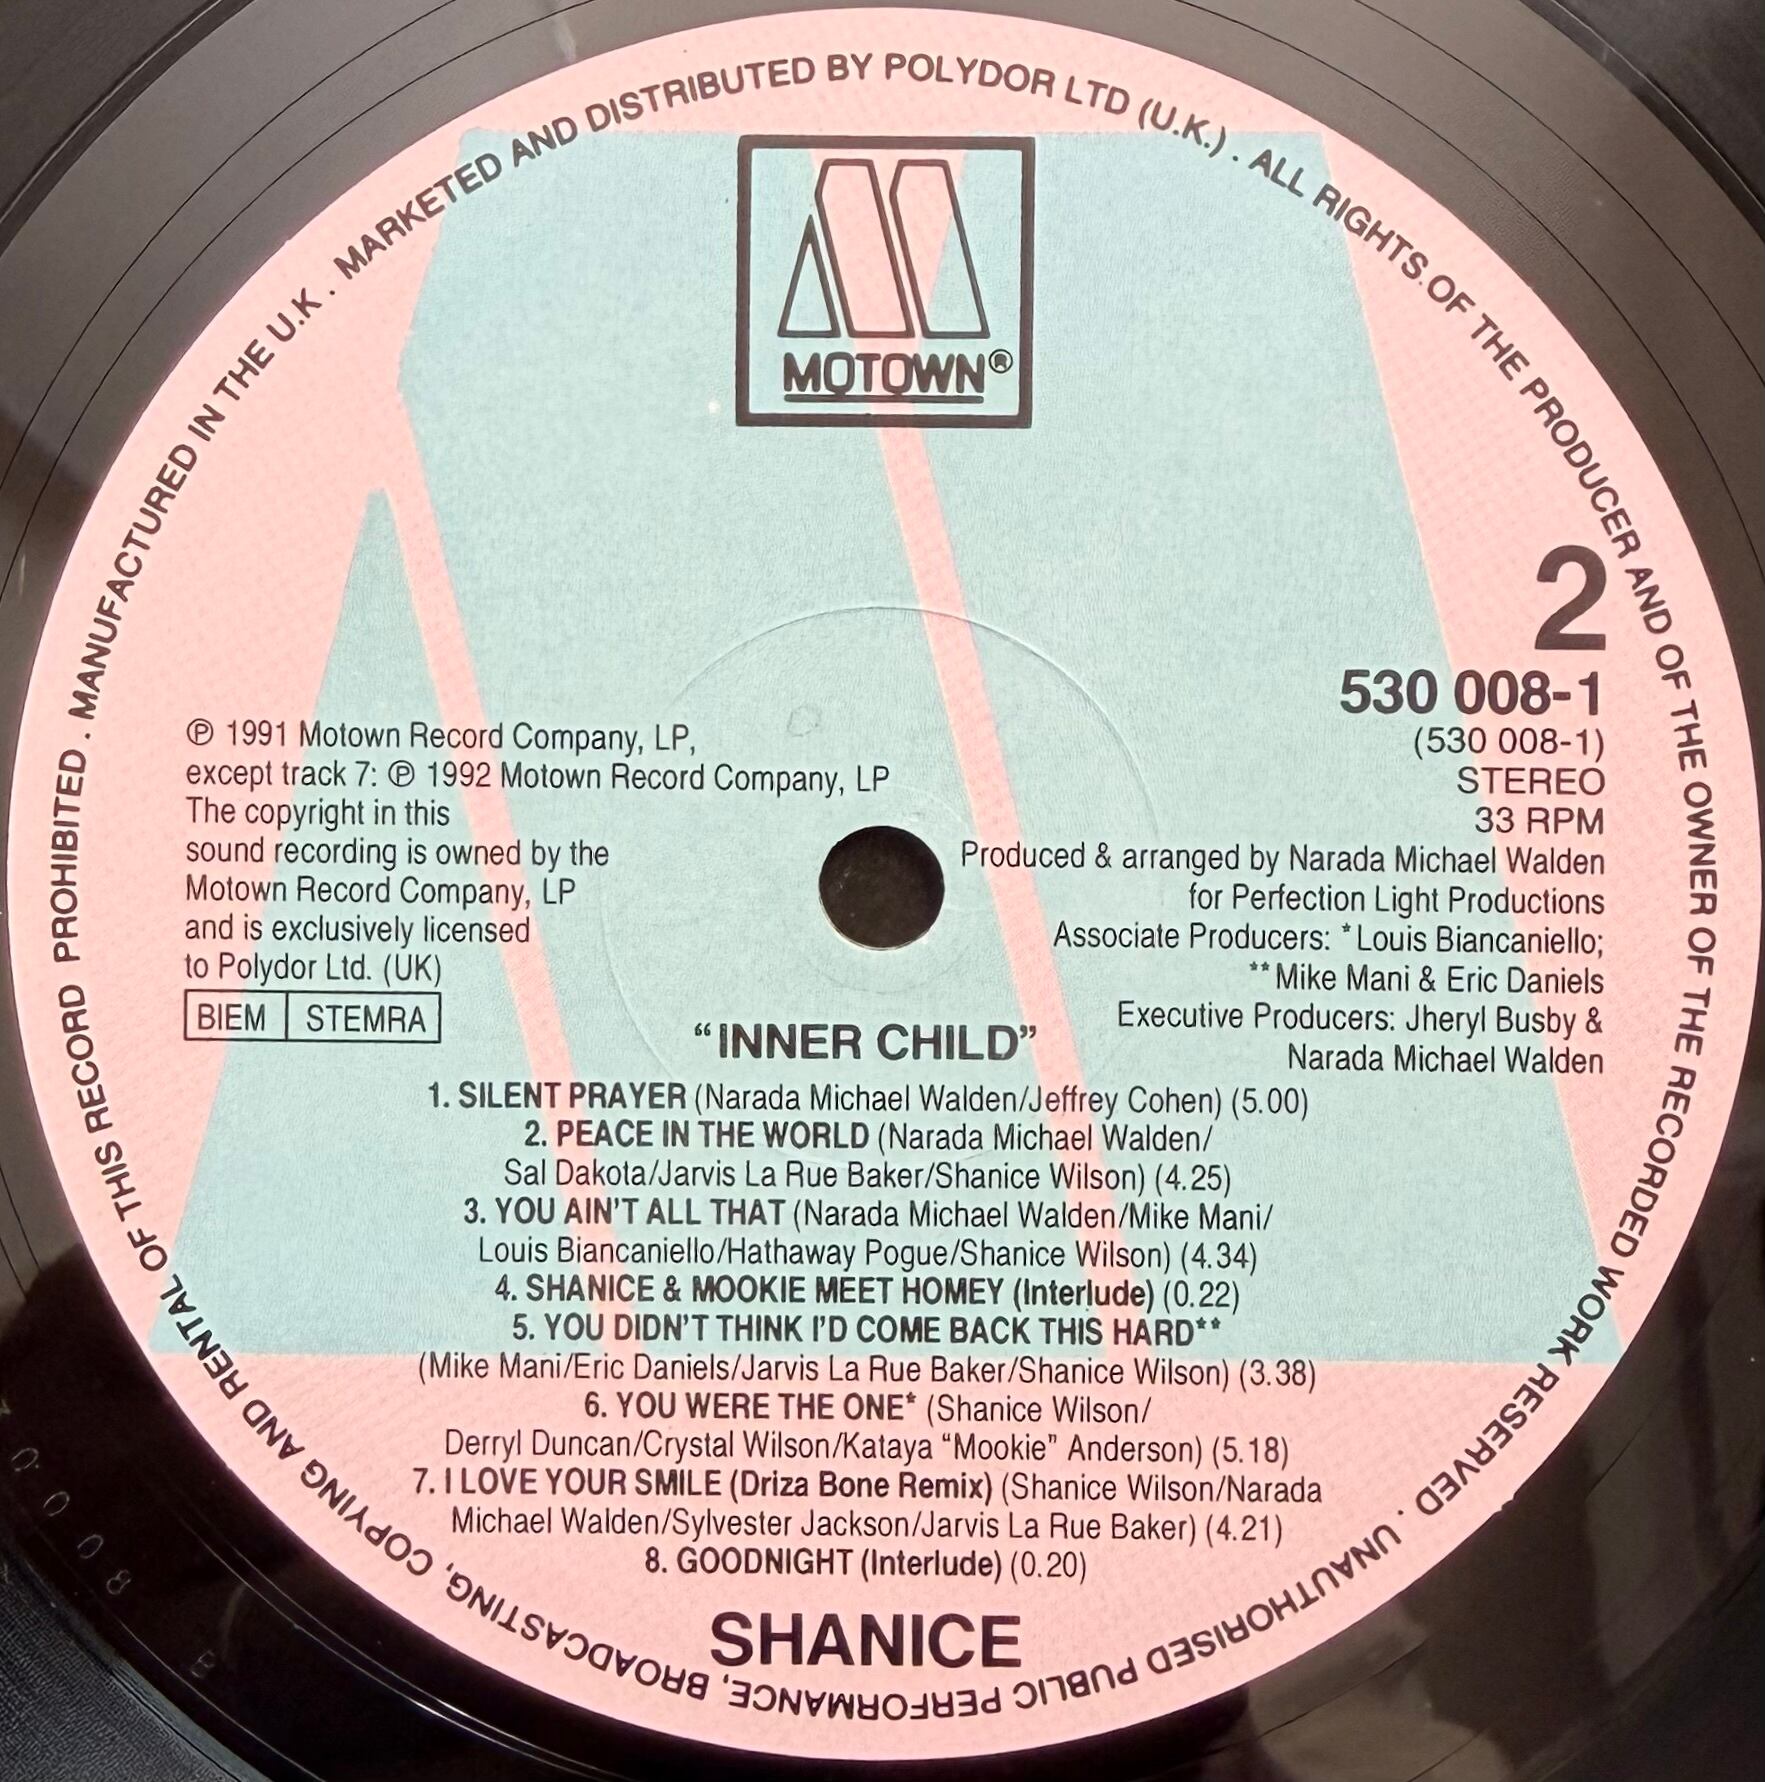 MANUFACTURED IN THE U.K . MARKETED AND DISTRIBUTED BY POLYDOR LTD (U.K.) . ALL RIGHTS OF THE PRODUCER AND OF THE OWNER OF THE RECORDED WORK RESERVED . UNAUTHORISED PUBLIC PERFORMANCE, BROADCASTING, COPYING AND RENTAL OF THIS RECORD PROHIBITED .
MOTOWN®
2
530 008-1
(530 008-1)
STEREO
33 RPM
℗ 1991 Motown Record Company, LP,
except track 7: ℗ 1992 Motown Record Company, LP
The copyright in this
sound recording is owned by the
Motown Record Company, LP
and is exclusively licensed
to Polydor Ltd. (UK)
BIEM STEMRA
Produced & arranged by Narada Michael Walden
for Perfection Light Productions
Associate Producers: *Louis Biancaniello;
**Mike Mani & Eric Daniels
Executive Producers: Jheryl Busby &
Narada Michael Walden
“INNER CHILD”
1. SILENT PRAYER (Narada Michael Walden/Jeffrey Cohen) (5.00)
2. PEACE IN THE WORLD (Narada Michael Walden/
Sal Dakota/Jarvis La Rue Baker/Shanice Wilson) (4.25)
3. YOU AIN'T ALL THAT (Narada Michael Walden/Mike Mani/
Louis Biancaniello/Hathaway Pogue/Shanice Wilson) (4.34)
4. SHANICE & MOOKIE MEET HOMEY (Interlude) (0.22)
5. YOU DIDN'T THINK I'D COME BACK THIS HARD**
(Mike Mani/Eric Daniels/Jarvis La Rue Baker/Shanice Wilson) (3.38)
6. YOU WERE THE ONE* (Shanice Wilson/
Derryl Duncan/Crystal Wilson/Kataya “Mookie” Anderson) (5.18)
7. I LOVE YOUR SMILE (Driza Bone Remix) (Shanice Wilson/Narada
Michael Walden/Sylvester Jackson/Jarvis La Rue Baker) (4.21)
8. GOODNIGHT (Interlude) (0.20)
SHANICE